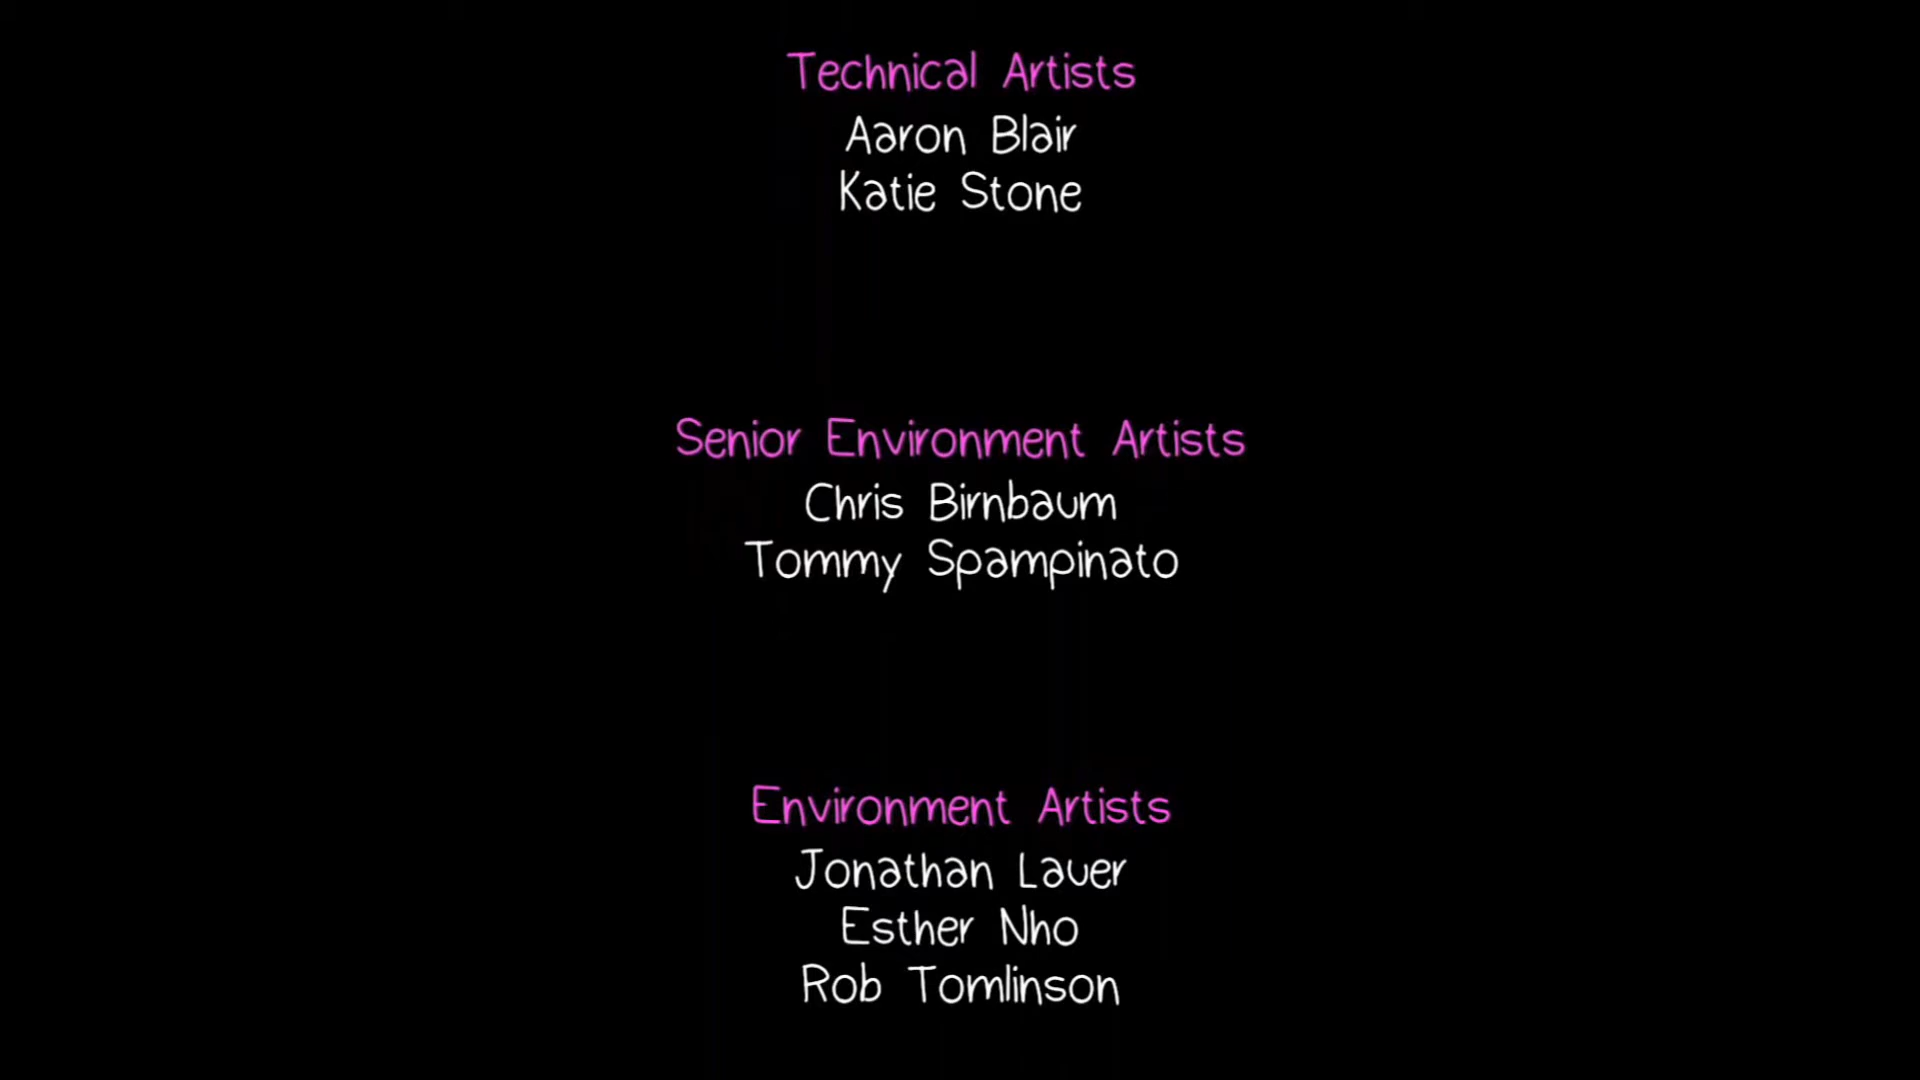 Technical Artists
Aaron Blair
Katie Stone
Senior Environment Artists
Chris Birnbaum
Tommy Spampinato
Environment Artists
Jonathan Lauer
Esther Nho
Rob Tomlinson